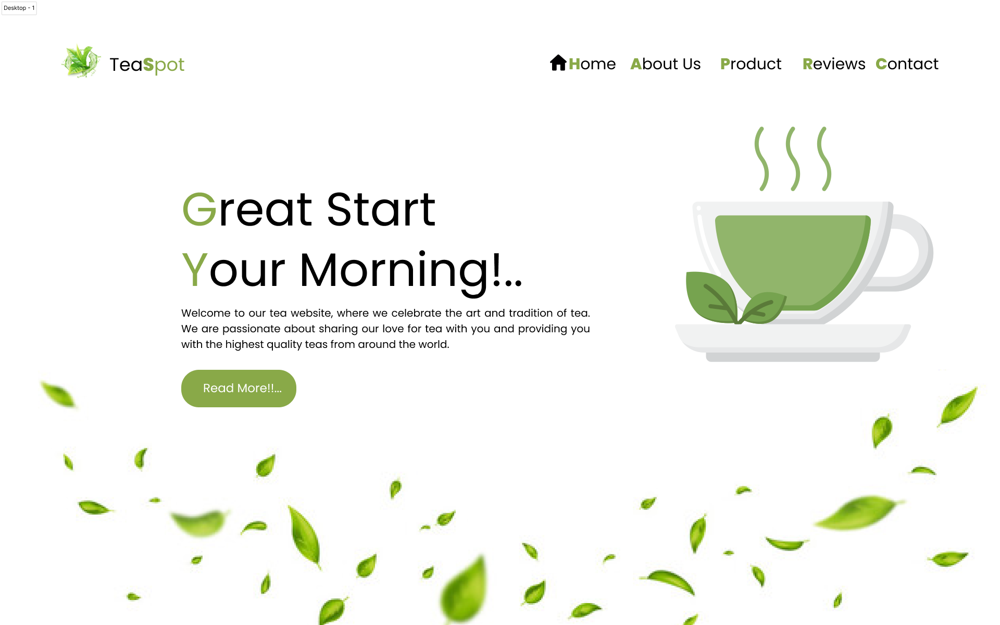 Desktop - 1
TeaSpot
Home About Us Product Reviews Contact
Great Start
Your Morning!..
Welcome to our tea website, where we celebrate the art and tradition of tea.
We are passionate about sharing our love for tea with you and providing you
with the highest quality teas from around the world.
Read More!!...